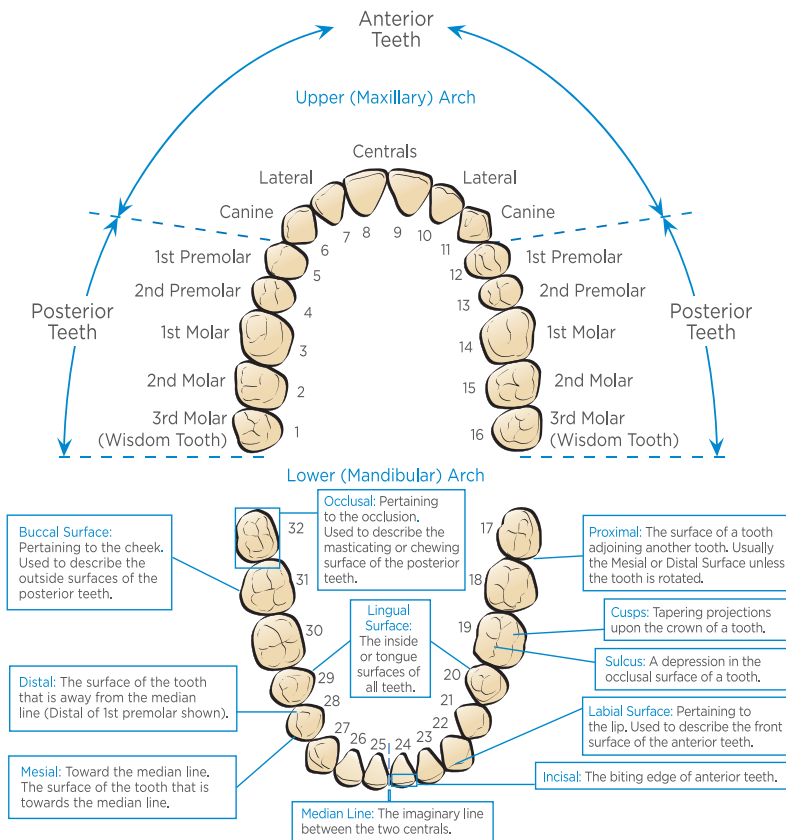 Anterior
Teeth
Upper (Maxillary) Arch
Centrals
Lateral
Lateral
Canine
Canine
6
7
8
9
10
11
1st Premolar
5
12
1st Premolar
2nd Premolar
4
13
2nd Premolar
Posterior
Teeth
1st Molar
3
14
1st Molar
Posterior
Teeth
2nd Molar
2
15
2nd Molar
3rd Molar
(Wisdom Tooth)
1
16
3rd Molar
(Wisdom Tooth)
Lower (Mandibular) Arch
Buccal Surface:
Pertaining to the cheek.
Used to describe the
outside surfaces of the
posterior teeth.
32
Occlusal: Pertaining
to the occlusion.
Used to describe the
masticating or chewing
surface of the posterior
teeth.
17
Proximal: The surface of a tooth
adjoining another tooth. Usually
the Mesial or Distal Surface unless
the tooth is rotated.
31
18
30
Lingual
Surface:
The inside
or tongue
surfaces of
all teeth.
19
Cusps: Tapering projections
upon the crown of a tooth.
Sulcus: A depression in the
occlusal surface of a tooth.
Distal: The surface of the tooth
that is away from the median
line (Distal of 1st premolar shown).
29
28
27
26
25
24
23
22
21
20
Labial Surface: Pertaining to
the lip. Used to describe the front
surface of the anterior teeth.
Mesial: Toward the median line.
The surface of the tooth that is
towards the median line.
Incisal: The biting edge of anterior teeth.
Median Line: The imaginary line
between the two centrals.